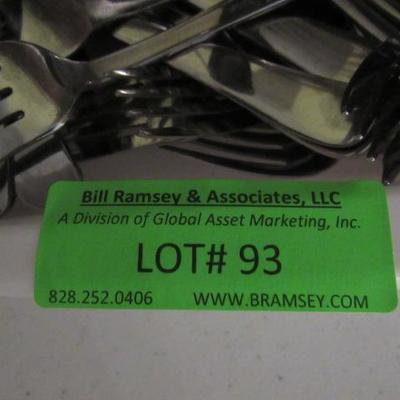 Bill Ramsey & Associates, LLC
A Division of Global Asset Marketing, Inc.
LOT# 93
828.252.0406 WWW.BRAMSEY.COM